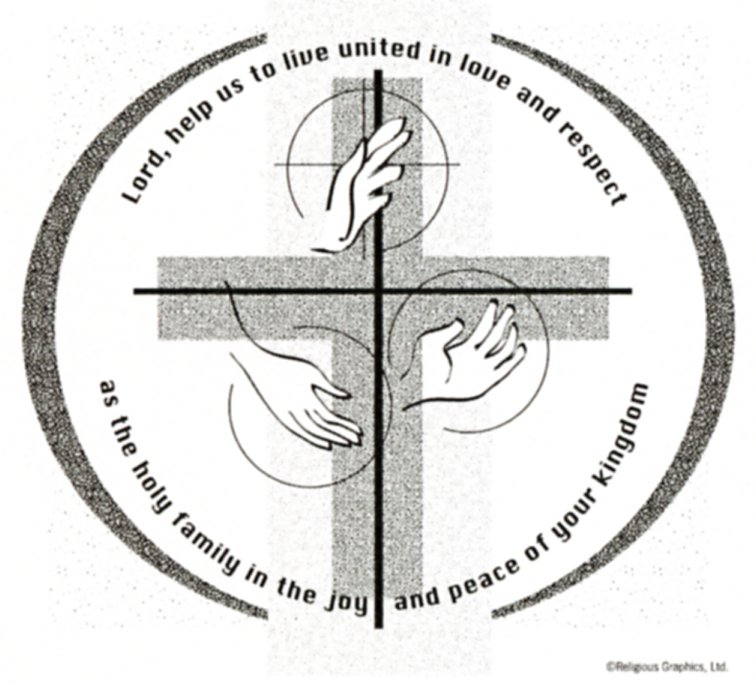 Lord, help us to live united in love and respect
as the holy family in the joy and peace of your kingdom
©Religious Graphics, Ltd.